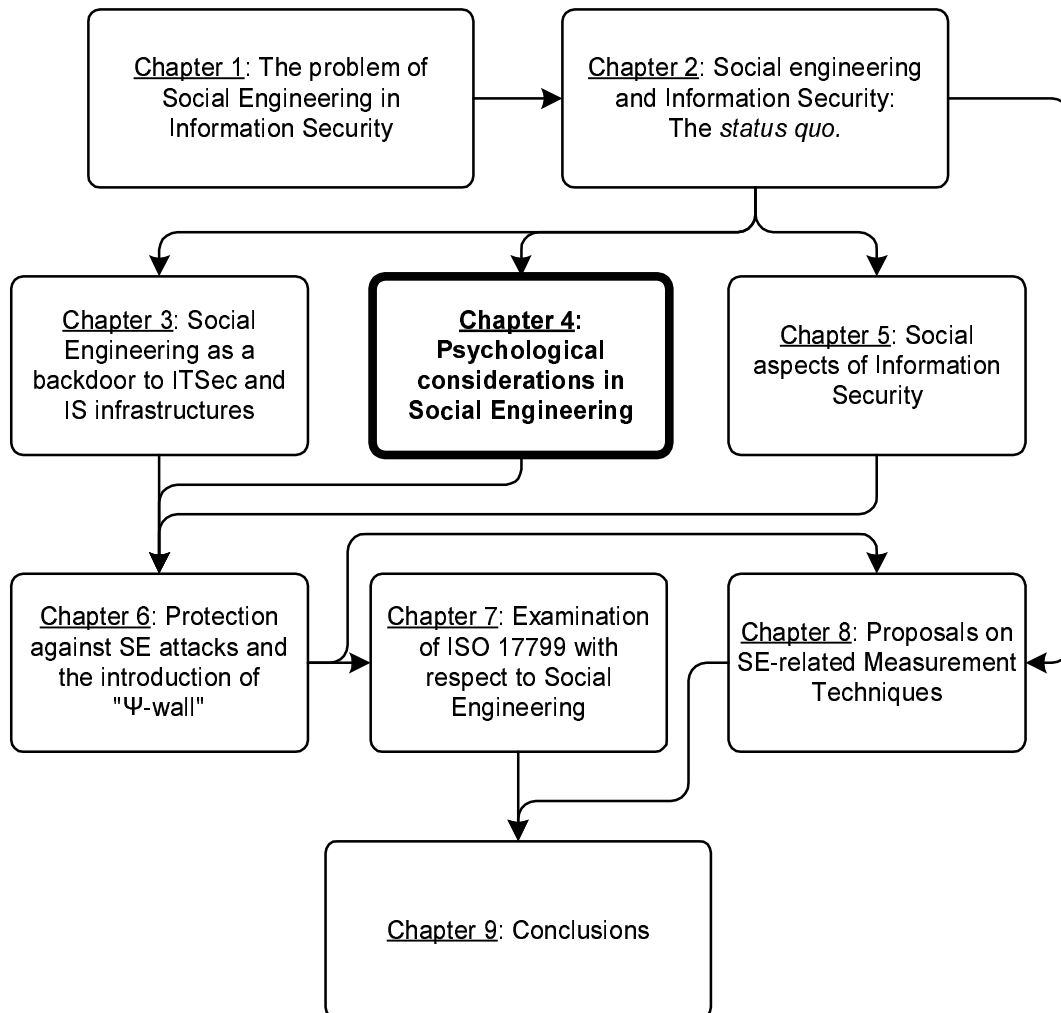 Chapter 1: The problem of
Social Engineering in
Information Security
Chapter 2: Social engineering
and Information Security:
The status quo.
Chapter 3: Social
Engineering as a
backdoor to ITSec and
IS infrastructures
Chapter 4:
Psychological
considerations in
Social Engineering
Chapter 5: Social
aspects of Information
Security
Chapter 6: Protection
against SE attacks and
the introduction of
"Ψ-wall"
Chapter 7: Examination
of ISO 17799 with
respect to Social
Engineering
Chapter 8: Proposals on
SE-related Measurement
Techniques
Chapter 9: Conclusions